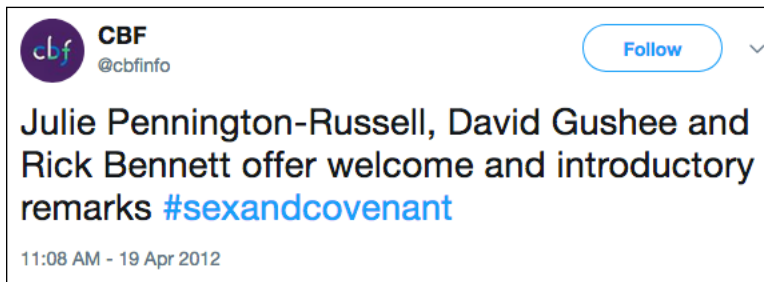 cbf
CBF
@cbfinfo
Follow
Julie Pennington-Russell, David Gushee and
Rick Bennett offer welcome and introductory
remarks #sexandcovenant
11:08 AM - 19 Apr 2012